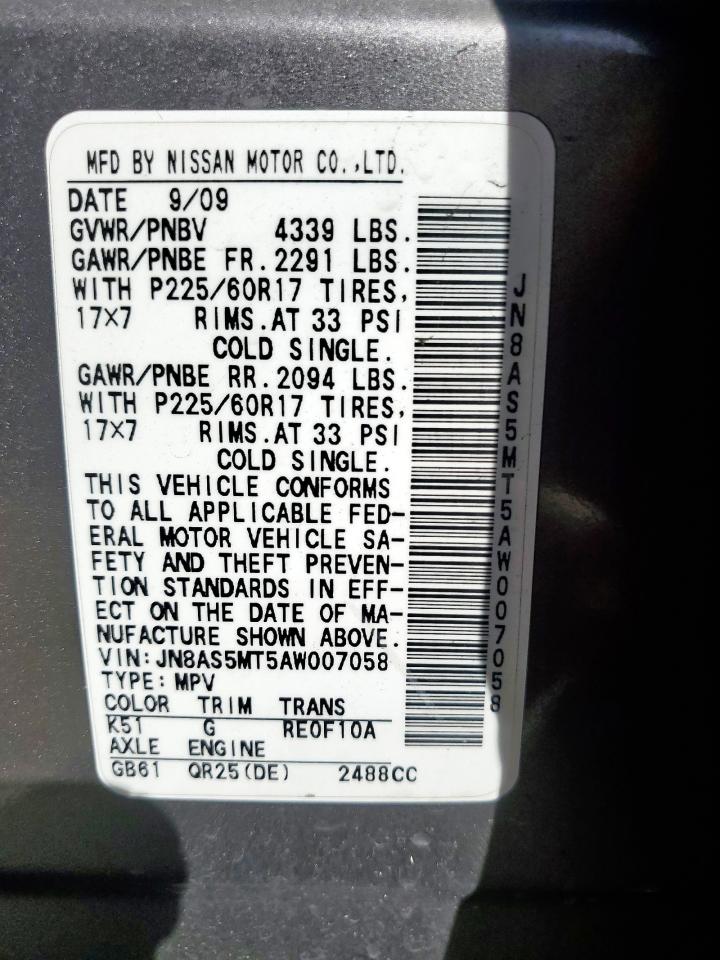 MFD BY NISSAN MOTOR CO.,LTD.
DATE 9/09
GVWR/PNBV 4339 LBS.
GAWR/PNBE FR.2291 LBS.
WITH P225/60R17 TIRES,
17×7 RIMS.AT 33 PSI
COLD SINGLE.
GAWR/PNBE RR.2094 LBS.
WITH P225/60R17 TIRES,
17×7 RIMS.AT 33 PSI
COLD SINGLE.
THIS VEHICLE CONFORMS
TO ALL APPLICABLE FED-
ERAL MOTOR VEHICLE SA-
FETY AND THEFT PREVEN-
TION STANDARDS IN EFF-
ECT ON THE DATE OF MA-
NUFACTURE SHOWN ABOVE.
VIN:JN8AS5MT5AW007058
TYPE:MPV
COLOR TRIM TRANS
K51 G RE0F10A
AXLE ENGINE
GB61 QR25(DE) 2488CC
JN8AS5MT5AW007058